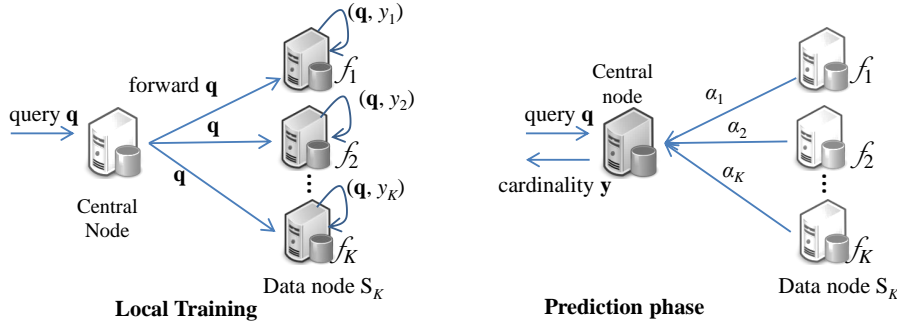 (q, y1)
f1
forward q
query q
q
(q, y2)
f2
q
(q, yK)
fK
Central
Node
Data node SK
Local Training
Central
node
f1
α1
query q
α2
f2
cardinality y
αK
fK
Data node SK
Prediction phase